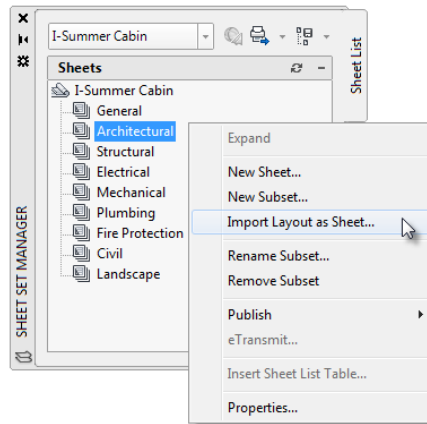 I-Summer Cabin
Sheet List
Sheets
I-Summer Cabin
General
Architectural
Structural
Electrical
Mechanical
Plumbing
Fire Protection
Civil
Landscape
SHEET SET MANAGER
Expand
New Sheet...
New Subset...
Import Layout as Sheet...
Rename Subset...
Remove Subset
Publish
eTransmit...
Insert Sheet List Table...
Properties...